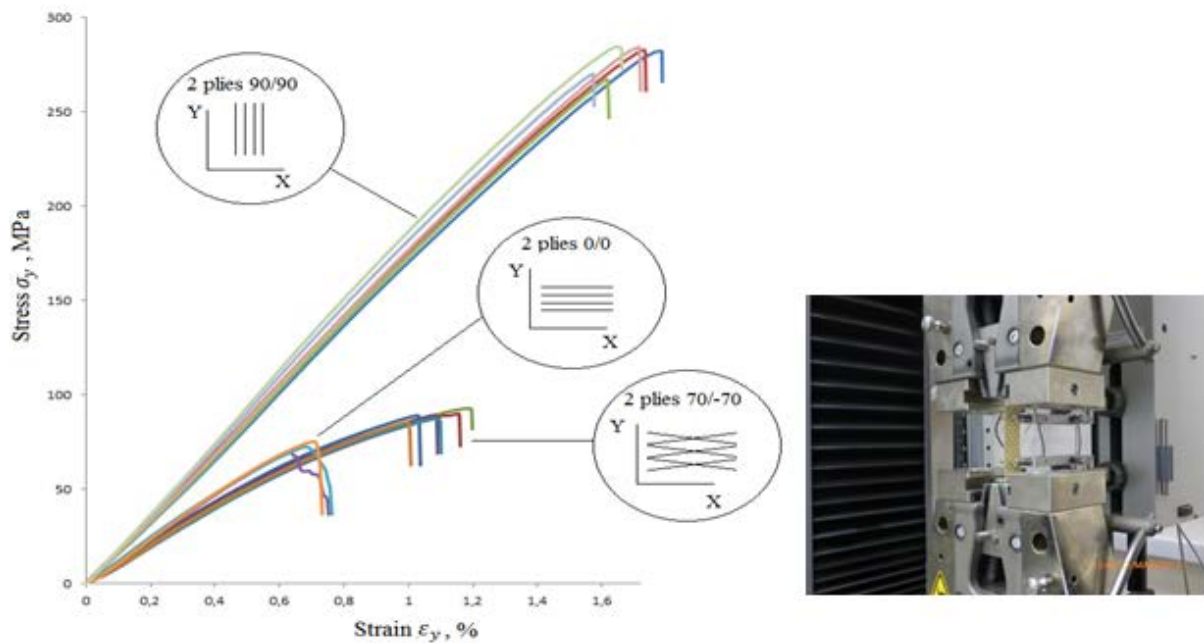 300
250
200
150
100
50
0
Stress σ_y , MPa
2 plies 90/90
Y
X
2 plies 0/0
Y
X
2 plies 70/-70
Y
X
0 0,2 0,4 0,6 0,8 1 1,2 1,4 1,6
Strain ε_y , %